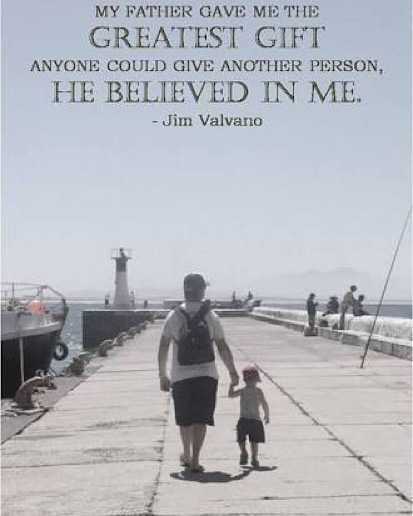 MY FATHER GAVE ME THE
GREATEST GIFT
ANYONE COULD GIVE ANOTHER PERSON,
HE BELIEVED IN ME.
- Jim Valvano